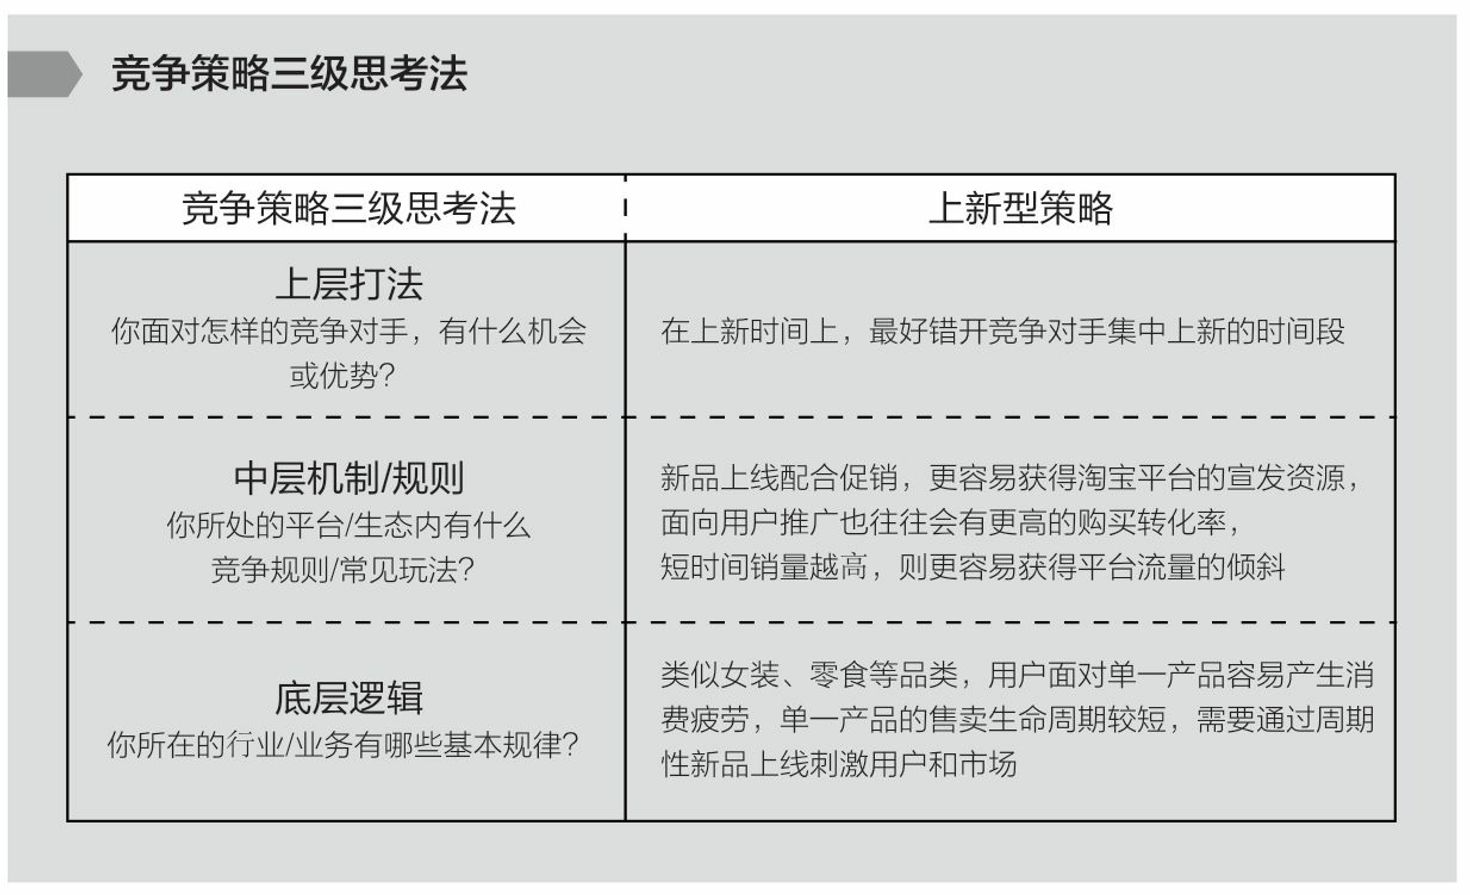 竞争策略三级思考法
竞争策略三级思考法
上新型策略
上层打法
你面对怎样的竞争对手，有什么机会
或优势？
在上新时间上，最好错开竞争对手集中上新的时间段
中层机制/规则
你所处的平台/生态内有什么
竞争规则/常见玩法？
新品上线配合促销，更容易获得淘宝平台的宣发资源，
面向用户推广也往往会有更高的购买转化率，
短时间销量越高，则更容易获得平台流量的倾斜
底层逻辑
你所在的行业/业务有哪些基本规律？
类似女装、零食等品类，用户面对单一产品容易产生消
费疲劳，单一产品的售卖生命周期较短，需要通过周期
性新品上线刺激用户和市场